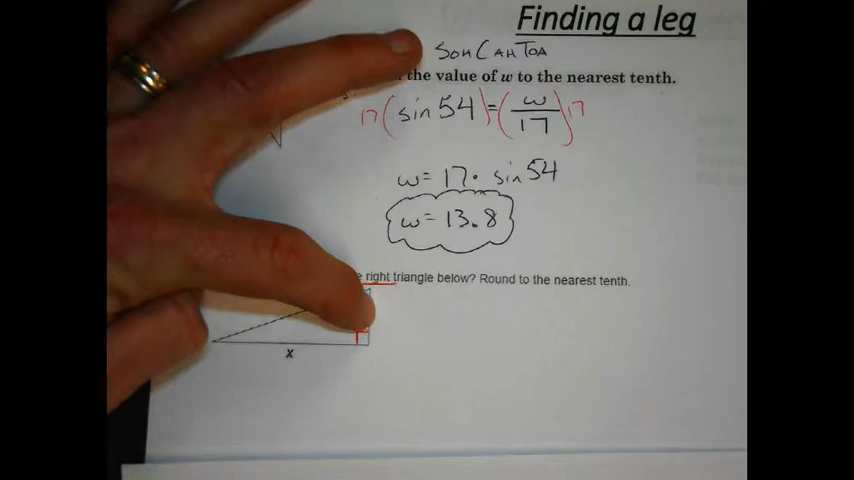 Finding a leg
SOH CAH TOA
the value of w to the nearest tenth.
17 ( sin 54 ) = ( w / 17 ) 17
w = 17 · sin 54
w = 13.8
right triangle below? Round to the nearest tenth.
x